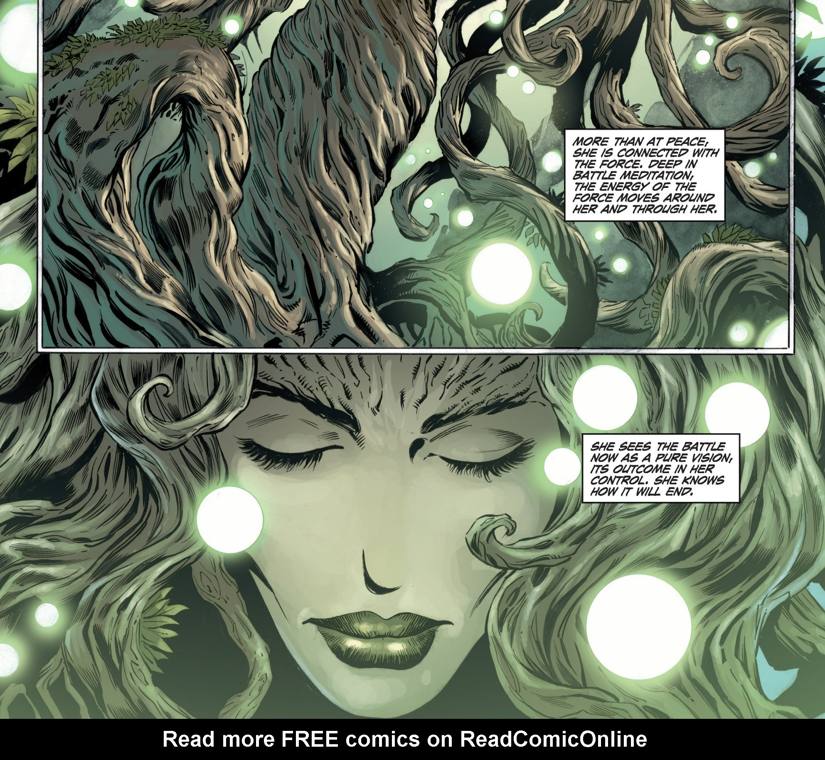 MORE THAN AT PEACE,
SHE IS CONNECTED WITH
THE FORCE. DEEP IN
BATTLE MEDITATION,
THE ENERGY OF THE
FORCE MOVES AROUND
HER AND THROUGH HER.
SHE SEES THE BATTLE
NOW AS A PURE VISION,
ITS OUTCOME IN HER
CONTROL. SHE KNOWS
HOW IT WILL END.
Read more FREE comics on ReadComicOnline